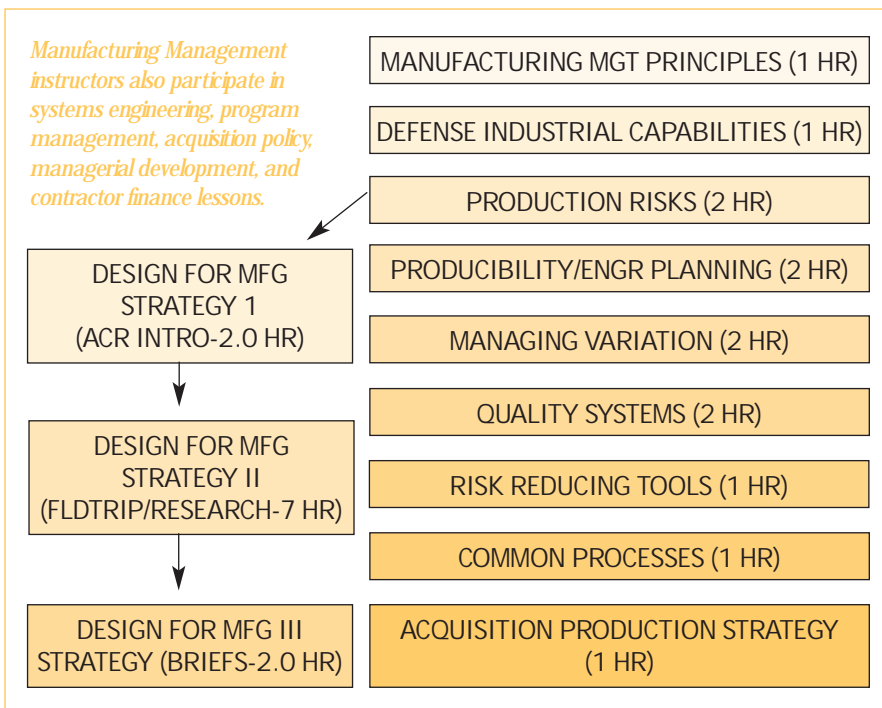 Manufacturing Management
instructors also participate in
systems engineering, program
management, acquisition policy,
managerial development, and
contractor finance lessons.
MANUFACTURING MGT PRINCIPLES (1 HR)
DEFENSE INDUSTRIAL CAPABILITIES (1 HR)
PRODUCTION RISKS (2 HR)
PRODUCIBILITY/ENGR PLANNING (2 HR)
MANAGING VARIATION (2 HR)
QUALITY SYSTEMS (2 HR)
RISK REDUCING TOOLS (1 HR)
COMMON PROCESSES (1 HR)
ACQUISITION PRODUCTION STRATEGY
(1 HR)
DESIGN FOR MFG
STRATEGY 1
(ACR INTRO-2.0 HR)
DESIGN FOR MFG
STRATEGY II
(FLDTRIP/RESEARCH-7 HR)
DESIGN FOR MFG III
STRATEGY (BRIEFS-2.0 HR)